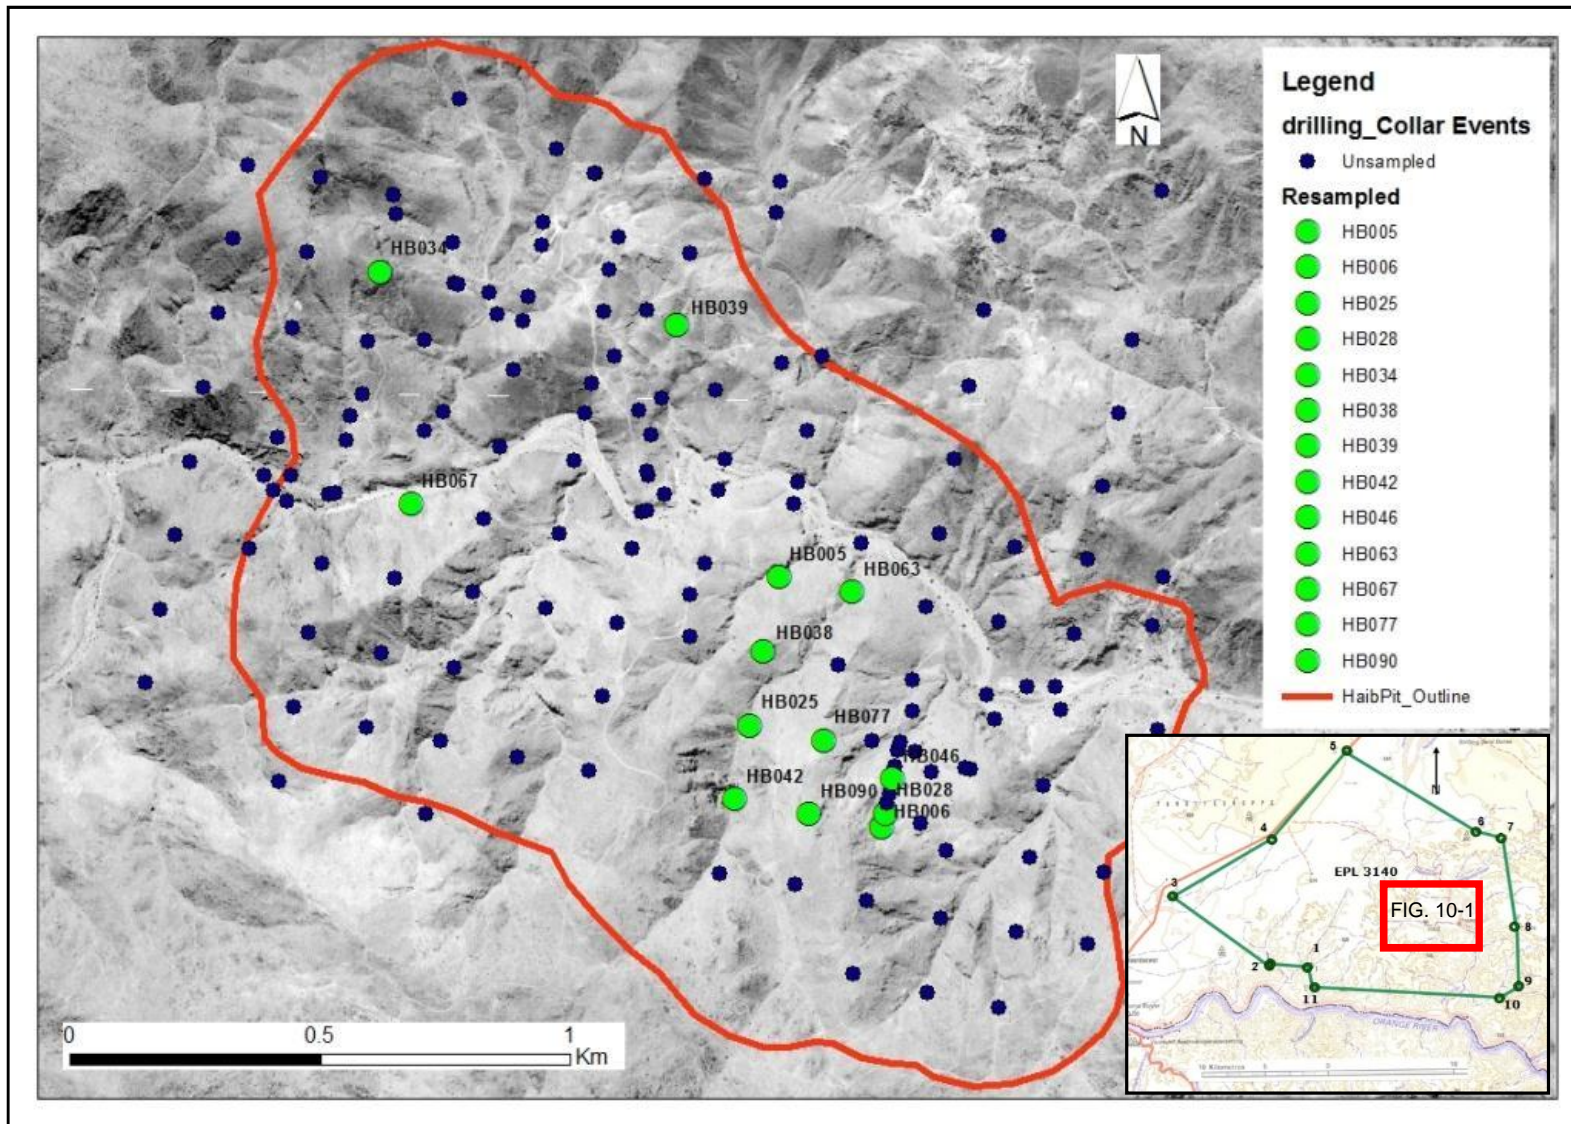 N
Legend
drilling_Collar Events
Unsampled
Resampled
HB005
HB006
HB025
HB028
HB034
HB038
HB039
HB042
HB046
HB063
HB067
HB077
HB090
HaibPit_Outline
HB034
HB039
HB067
HB005
HB063
HB038
HB025
HB077
HB046
HB042
HB090
HB028
HB006
0 0.5 1
Km
5
N
6
7
4
EPL 3140
3
FIG. 10-1
8
1
2
9
11
10
ORANGE RIVER